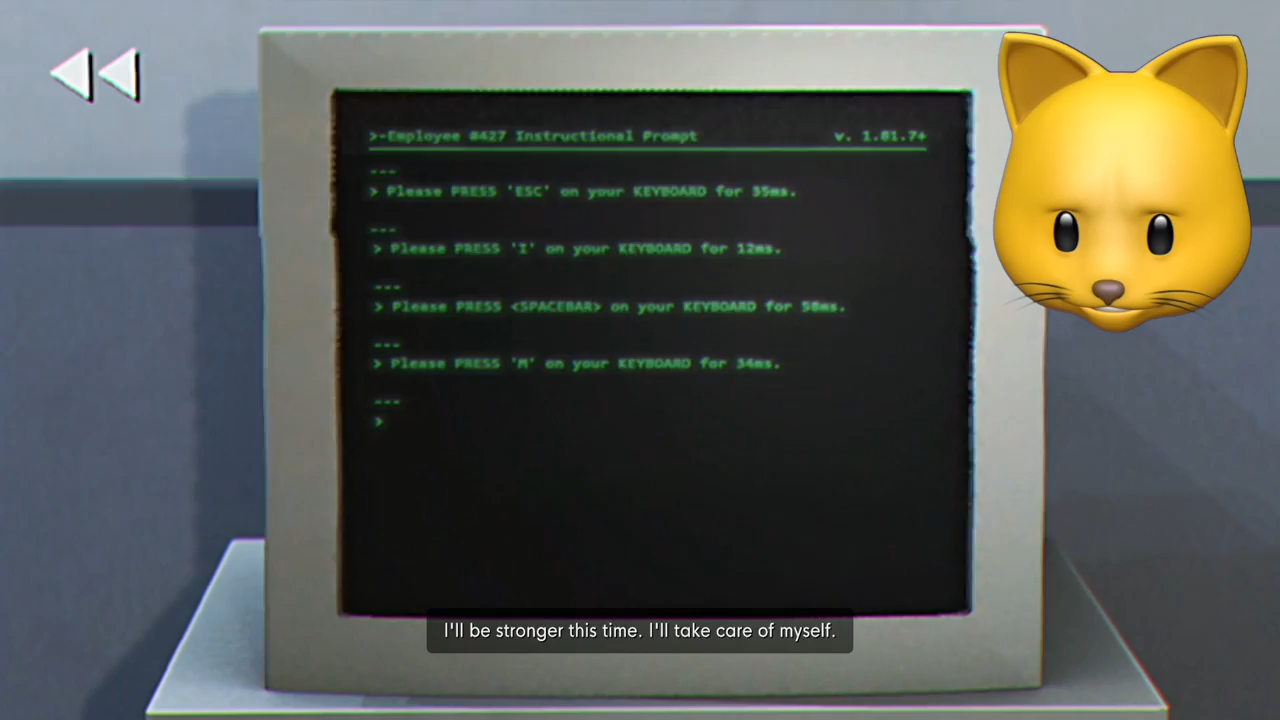 >-Employee #427 Instructional Prompt v. 1.81.7+
---
> Please PRESS 'ESC' on your KEYBOARD for 55ms.
---
> Please PRESS 'I' on your KEYBOARD for 12ms.
---
> Please PRESS <SPACEBAR> on your KEYBOARD for 58ms.
---
> Please PRESS 'M' on your KEYBOARD for 34ms.
---
>
I'll be stronger this time. I'll take care of myself.